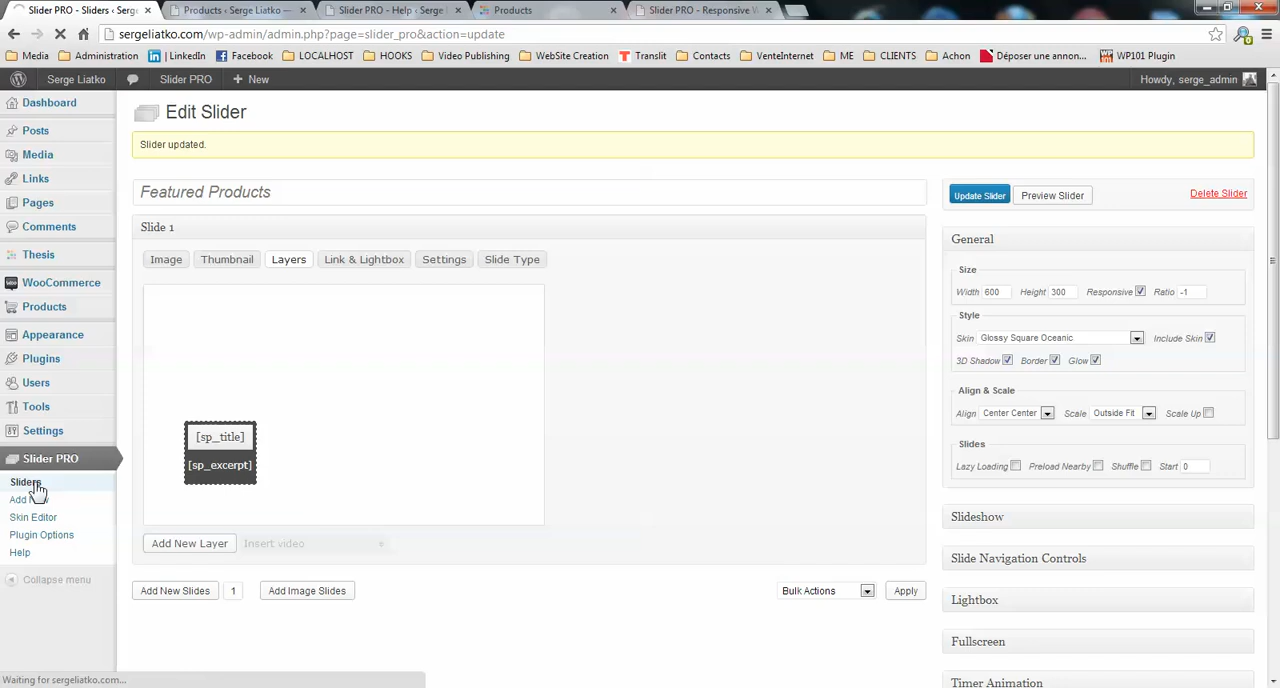 Slider PRO - Sliders ‹ Serge Liatko
Products ‹ Serge Liatko — 
Slider PRO - Help ‹ Serge
Products
Slider PRO - Responsive W
sergeliatko.com/wp-admin/admin.php?page=slider_pro&action=update
Media
Administration
LinkedIn
Facebook
LOCALHOST
HOOKS
Video Publishing
WebSite Creation
Translit
Contacts
VenteInternet
ME
CLIENTS
Achon
Déposer une annon...
WP101 Plugin
Serge Liatko
Slider PRO
+ New
Howdy, serge_admin
Dashboard
Posts
Media
Links
Pages
Comments
Thesis
WooCommerce
Products
Appearance
Plugins
Users
Tools
Settings
Slider PRO
Sliders
Add
Skin Editor
Plugin Options
Help
Collapse menu
Edit Slider
Slider updated.
Featured Products
Slide 1
Image
Thumbnail
Layers
Link & Lightbox
Settings
Slide Type
[sp_title]
[sp_excerpt]
Add New Layer
Insert video
Add New Slides
1
Add Image Slides
Bulk Actions
Apply
Update Slider
Preview Slider
Delete Slider
General
Size
Width 600 Height 300 Responsive Ratio -1
Style
Skin Glossy Square Oceanic Include Skin
3D Shadow Border Glow
Align & Scale
Align Center Center Scale Outside Fit Scale Up
Slides
Lazy Loading Preload Nearby Shuffle Start 0
Slideshow
Slide Navigation Controls
Lightbox
Fullscreen
Timer Animation
Waiting for sergeliatko.com...